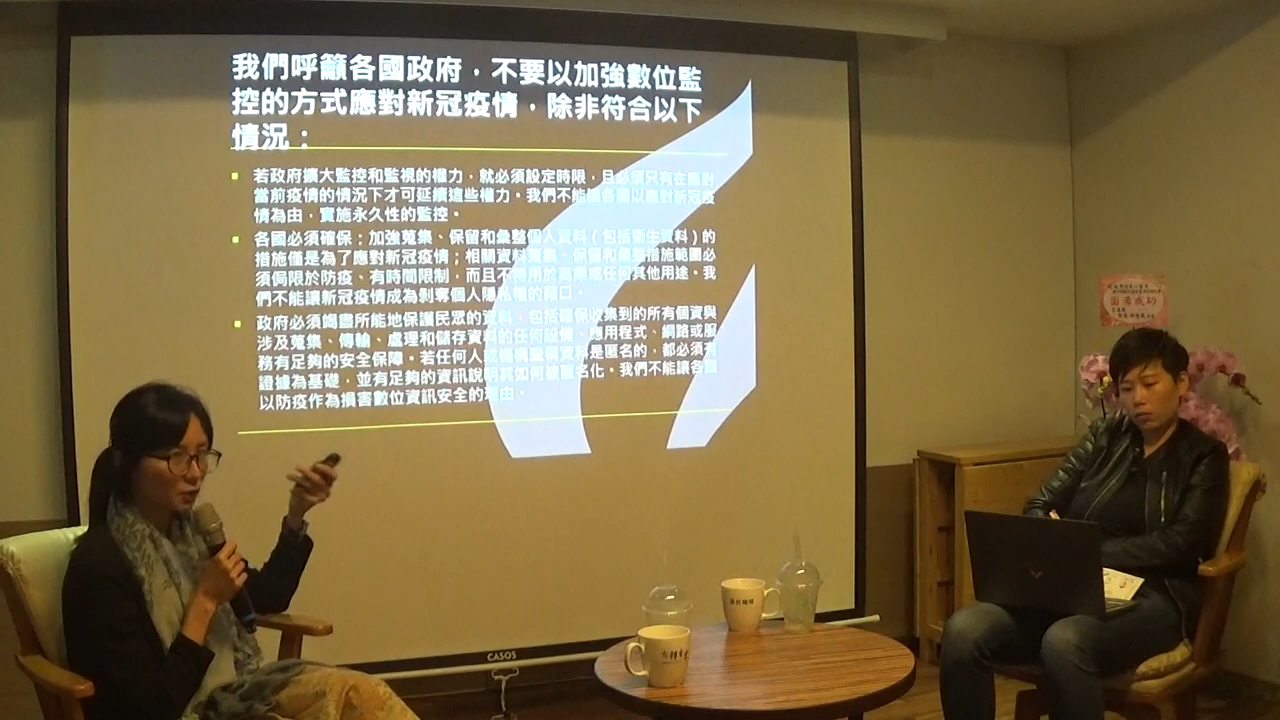 我們呼籲各國政府，不要以加強數位監
控的方式應對新冠疫情，除非符合以下
情況：
若政府擴大監控和監視的權力，就必須設定時限，且必須只有在應對
當前疫情的情況下才可延續這些權力。我們不能讓各國以應對新冠疫
情為由，實施永久性的監控。
各國必須確保：加強蒐集、保留和彙整個人資料（包括衛生資料）的
措施僅是為了應對新冠疫情；相關資料蒐集、保留和彙整措施範圍必
須侷限於防疫、有時間限制，而且不得用於商業或任何其他用途。我
們不能讓新冠疫情成為剝奪個人隱私權的藉口。
政府必須竭盡所能地保護民眾的資料，包括確保收集到的所有個資與
涉及蒐集、傳輸、處理和儲存資料的任何設備、應用程式、網路或服
務有足夠的安全保障。若任何人或機構宣稱資料是匿名的，都必須有
證據為基礎，並有足夠的資訊說明其如何被匿名化。我們不能讓各國
以防疫作為損害數位資訊安全的理由。
圓滿成功
CASOS